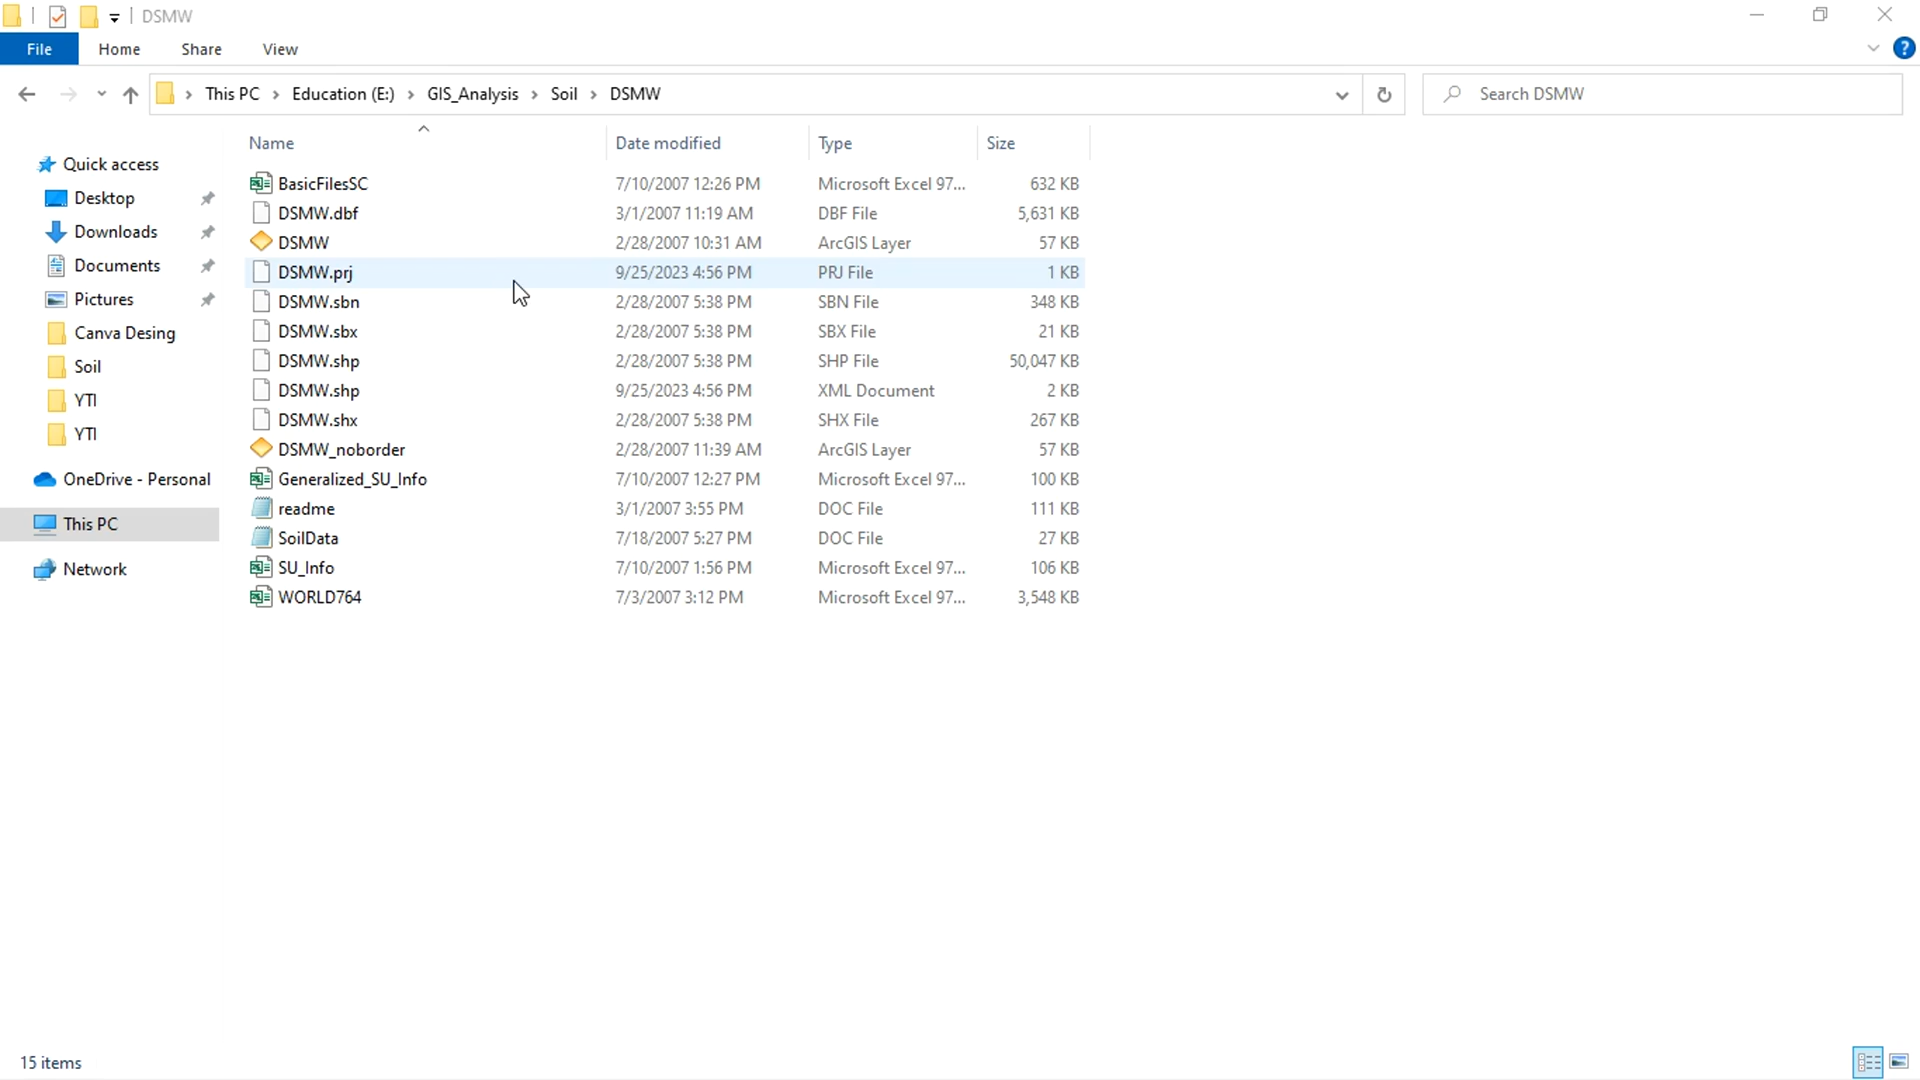 DSMW
File Home Share View
This PC Education (E:) GIS_Analysis Soil DSMW
Search DSMW
Name Date modified Type Size
Quick access
Desktop
Downloads
Documents
Pictures
Canva Desing
Soil
YTI
YTI
OneDrive - Personal
This PC
Network
BasicFilesSC 7/10/2007 12:26 PM Microsoft Excel 97... 632 KB
DSMW.dbf 3/1/2007 11:19 AM DBF File 5,631 KB
DSMW 2/28/2007 10:31 AM ArcGIS Layer 57 KB
DSMW.prj 9/25/2023 4:56 PM PRJ File 1 KB
DSMW.sbn 2/28/2007 5:38 PM SBN File 348 KB
DSMW.sbx 2/28/2007 5:38 PM SBX File 21 KB
DSMW.shp 2/28/2007 5:38 PM SHP File 50,047 KB
DSMW.shp 9/25/2023 4:56 PM XML Document 2 KB
DSMW.shx 2/28/2007 5:38 PM SHX File 267 KB
DSMW_noborder 2/28/2007 11:39 AM ArcGIS Layer 57 KB
Generalized_SU_Info 7/10/2007 12:27 PM Microsoft Excel 97... 100 KB
readme 3/1/2007 3:55 PM DOC File 111 KB
SoilData 7/18/2007 5:27 PM DOC File 27 KB
SU_Info 7/10/2007 1:56 PM Microsoft Excel 97... 106 KB
WORLD764 7/3/2007 3:12 PM Microsoft Excel 97... 3,548 KB
15 items